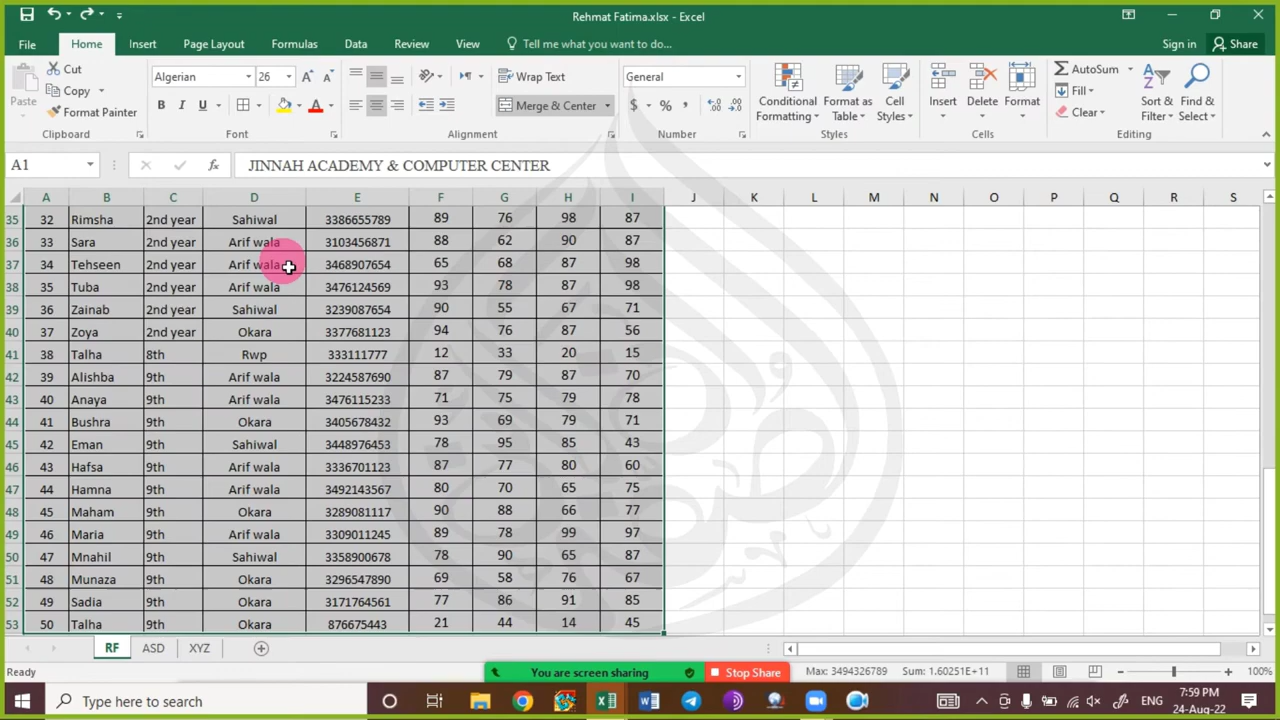 Rehmat Fatima.xlsx - Excel
File Home Insert Page Layout Formulas Data Review View Tell me what you want to do... Sign in Share
Paste Cut Copy Format Painter Clipboard
Algerian 26 B I U Font
Wrap Text Merge & Center Alignment
General $ % , Number
Conditional Formatting Format as Table Cell Styles Styles
Insert Delete Format Cells
AutoSum Fill Clear Sort & Filter Find & Select Editing
A1 fx JINNAH ACADEMY & COMPUTER CENTER
A B C D E F G H I J K L M N O P Q R S
35 32 Rimsha 2nd year Sahiwal 3386655789 89 76 98 87
36 33 Sara 2nd year Arif wala 3103456871 88 62 90 87
37 34 Tehseen 2nd year Arif wala 3468907654 65 68 87 98
38 35 Tuba 2nd year Arif wala 3476124569 93 78 87 98
39 36 Zainab 2nd year Sahiwal 3239087654 90 55 67 71
40 37 Zoya 2nd year Okara 3377681123 94 76 87 56
41 38 Talha 8th Rwp 333111777 12 33 20 15
42 39 Alishba 9th Arif wala 3224587690 87 79 87 70
43 40 Anaya 9th Arif wala 3476115233 71 75 79 78
44 41 Bushra 9th Okara 3405678432 93 69 79 71
45 42 Eman 9th Sahiwal 3448976453 78 95 85 43
46 43 Hafsa 9th Arif wala 3336701123 87 77 80 60
47 44 Hamna 9th Arif wala 3492143567 80 70 65 75
48 45 Maham 9th Okara 3289081117 90 88 66 77
49 46 Maria 9th Arif wala 3309011245 89 78 99 97
50 47 Mnahil 9th Sahiwal 3358900678 78 90 65 87
51 48 Munaza 9th Okara 3296547890 69 58 76 67
52 49 Sadia 9th Okara 3171764561 77 86 91 85
53 50 Talha 9th Okara 876675443 21 44 14 45
RF ASD XYZ
Ready You are screen sharing Stop Share Max: 3494326789 Sum: 1.60251E+11 100%
Type here to search ENG 7:59 PM
24-Aug-22